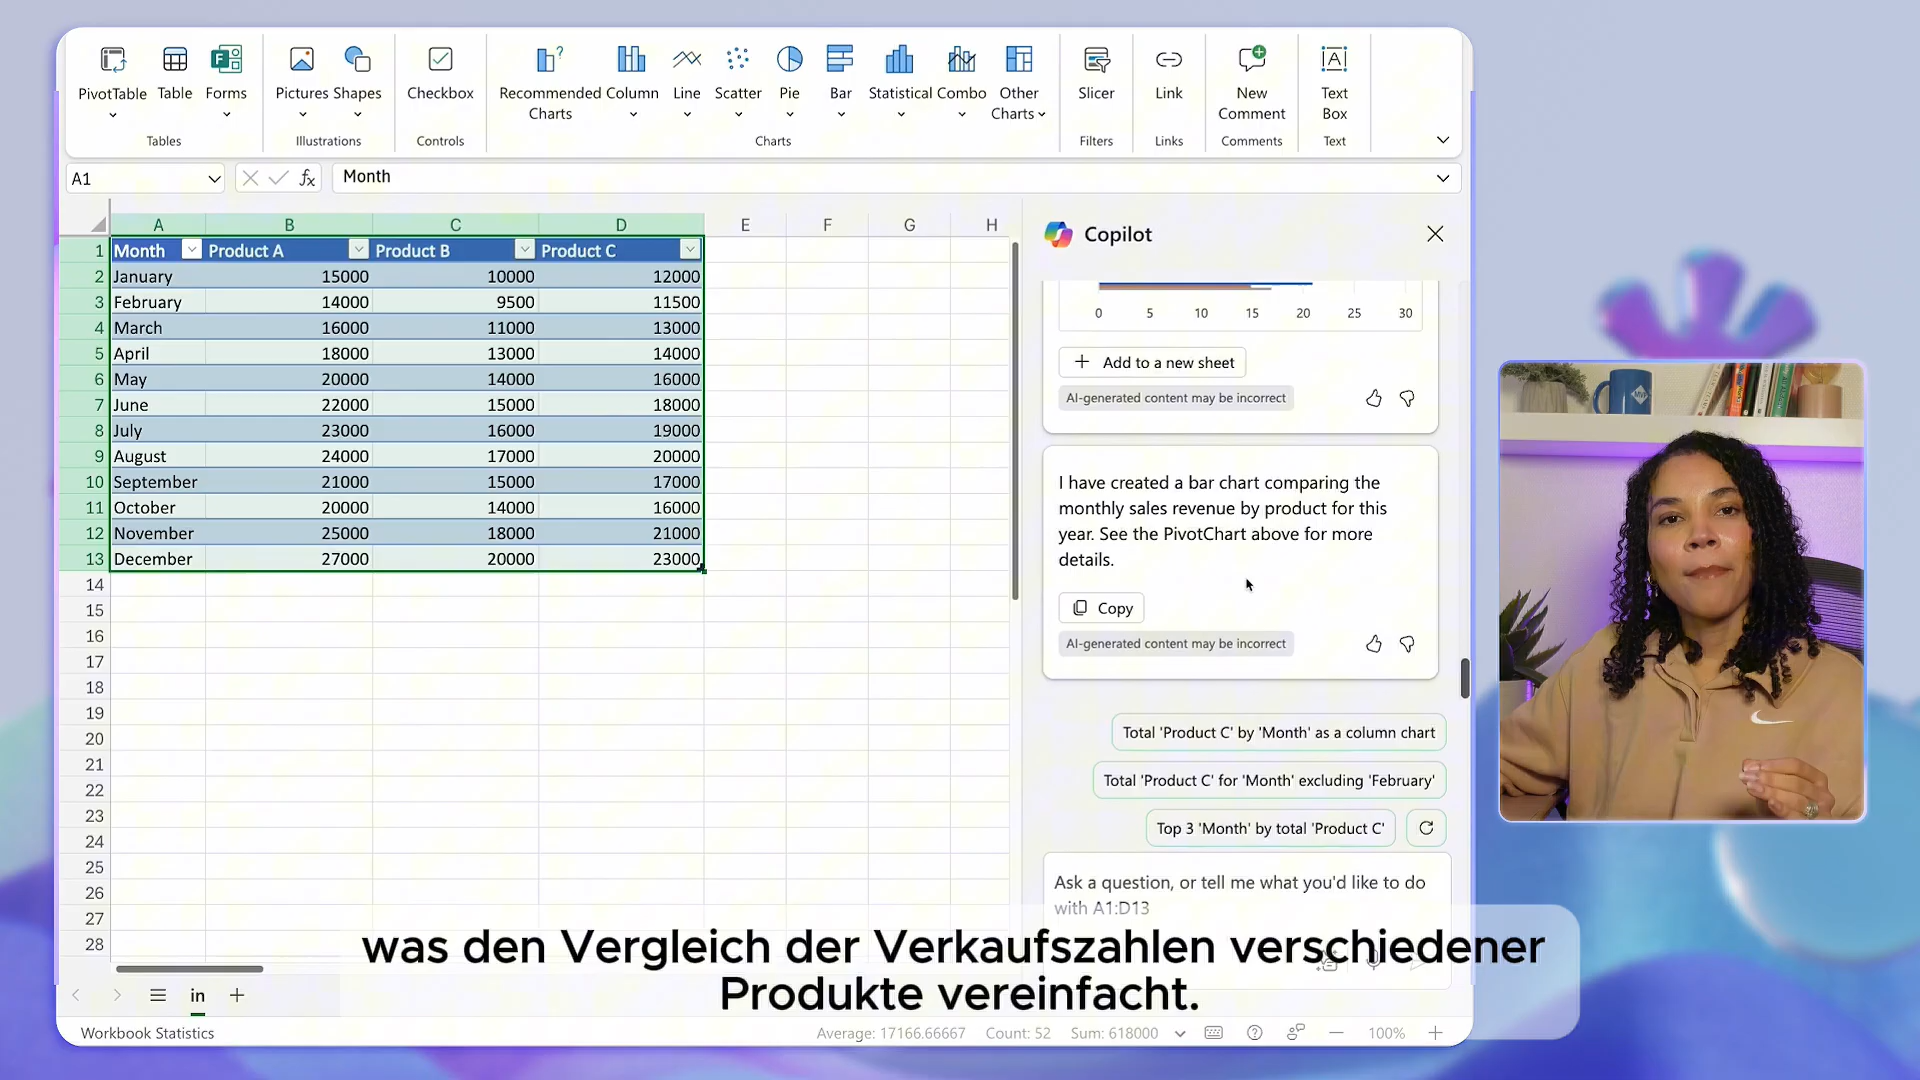 PivotTable Table Forms Pictures Shapes Checkbox Recommended Column Line Scatter Pie Bar Statistical Combo Other Slicer Link New Text
Charts Charts Comment Box
Tables Illustrations Controls Charts Filters Links Comments Text
A1 fx Month
A B C D E F G H
1 Month Product A Product B Product C
2 January 15000 10000 12000
3 February 14000 9500 11500
4 March 16000 11000 13000
5 April 18000 13000 14000
6 May 20000 14000 16000
7 June 22000 15000 18000
8 July 23000 16000 19000
9 August 24000 17000 20000
10 September 21000 15000 17000
11 October 20000 14000 16000
12 November 25000 18000 21000
13 December 27000 20000 23000
14
15
16
17
18
19
20
21
22
23
24
25
26
27
28
Copilot
0 5 10 15 20 25 30
Add to a new sheet
AI-generated content may be incorrect
I have created a bar chart comparing the
monthly sales revenue by product for this
year. See the PivotChart above for more
details.
Copy
AI-generated content may be incorrect
Total 'Product C' by 'Month' as a column chart
Total 'Product C' for 'Month' excluding 'February'
Top 3 'Month' by total 'Product C'
Ask a question, or tell me what you'd like to do
with A1:D13
was den Vergleich der Verkaufszahlen verschiedener
Produkte vereinfacht.
in
Workbook Statistics Average: 17166.66667 Count: 52 Sum: 618000 100%